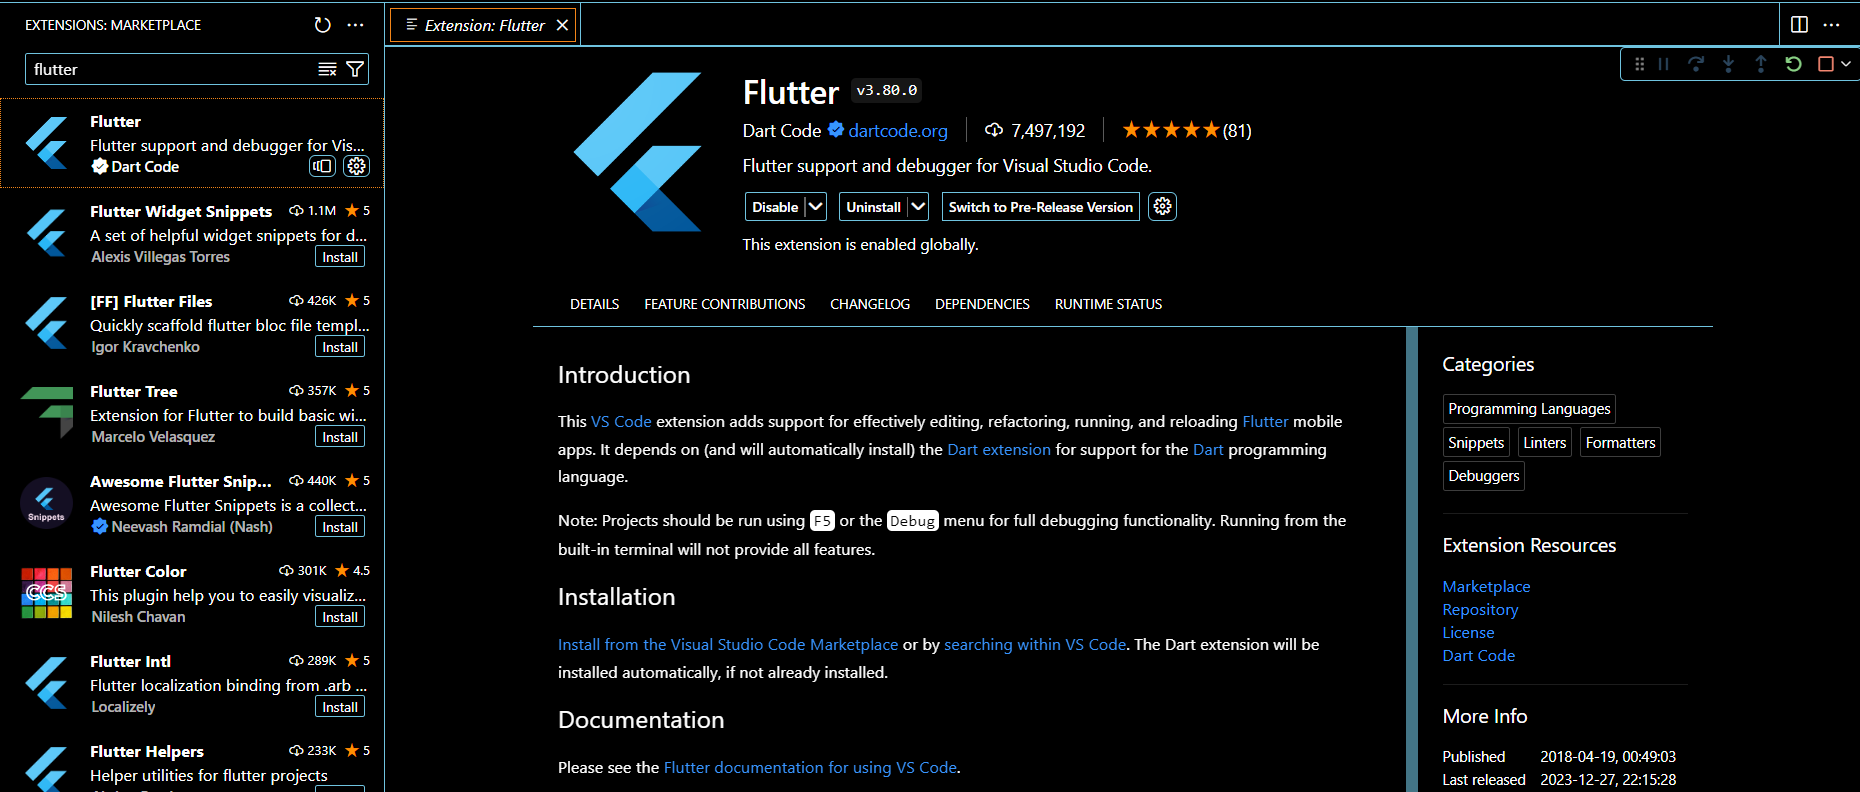 EXTENSIONS: MARKETPLACE
flutter
Flutter
Flutter support and debugger for Vis...
Dart Code
Flutter Widget Snippets 1.1M 5
A set of helpful widget snippets for d...
Alexis Villegas Torres Install
[FF] Flutter Files 426K 5
Quickly scaffold flutter bloc file templ...
Igor Kravchenko Install
Flutter Tree 357K 5
Extension for Flutter to build basic wi...
Marcelo Velasquez Install
Awesome Flutter Snip... 440K 5
Awesome Flutter Snippets is a collect...
Snippets
Neevash Ramdial (Nash) Install
Flutter Color 301K 4.5
This plugin help you to easily visualiz...
CCS
Nilesh Chavan Install
Flutter Intl 289K 5
Flutter localization binding from .arb ...
Localizely Install
Flutter Helpers 233K 5
Helper utilities for flutter projects
Extension: Flutter
Flutter v3.80.0
Dart Code dartcode.org 7,497,192 (81)
Flutter support and debugger for Visual Studio Code.
Disable Uninstall Switch to Pre-Release Version
This extension is enabled globally.
DETAILS FEATURE CONTRIBUTIONS CHANGELOG DEPENDENCIES RUNTIME STATUS
Introduction
This VS Code extension adds support for effectively editing, refactoring, running, and reloading Flutter mobile
apps. It depends on (and will automatically install) the Dart extension for support for the Dart programming
language.
Note: Projects should be run using F5 or the Debug menu for full debugging functionality. Running from the
built-in terminal will not provide all features.
Installation
Install from the Visual Studio Code Marketplace or by searching within VS Code. The Dart extension will be
installed automatically, if not already installed.
Documentation
Please see the Flutter documentation for using VS Code.
Categories
Programming Languages
Snippets Linters Formatters
Debuggers
Extension Resources
Marketplace
Repository
License
Dart Code
More Info
Published 2018-04-19, 00:49:03
Last released 2023-12-27, 22:15:28